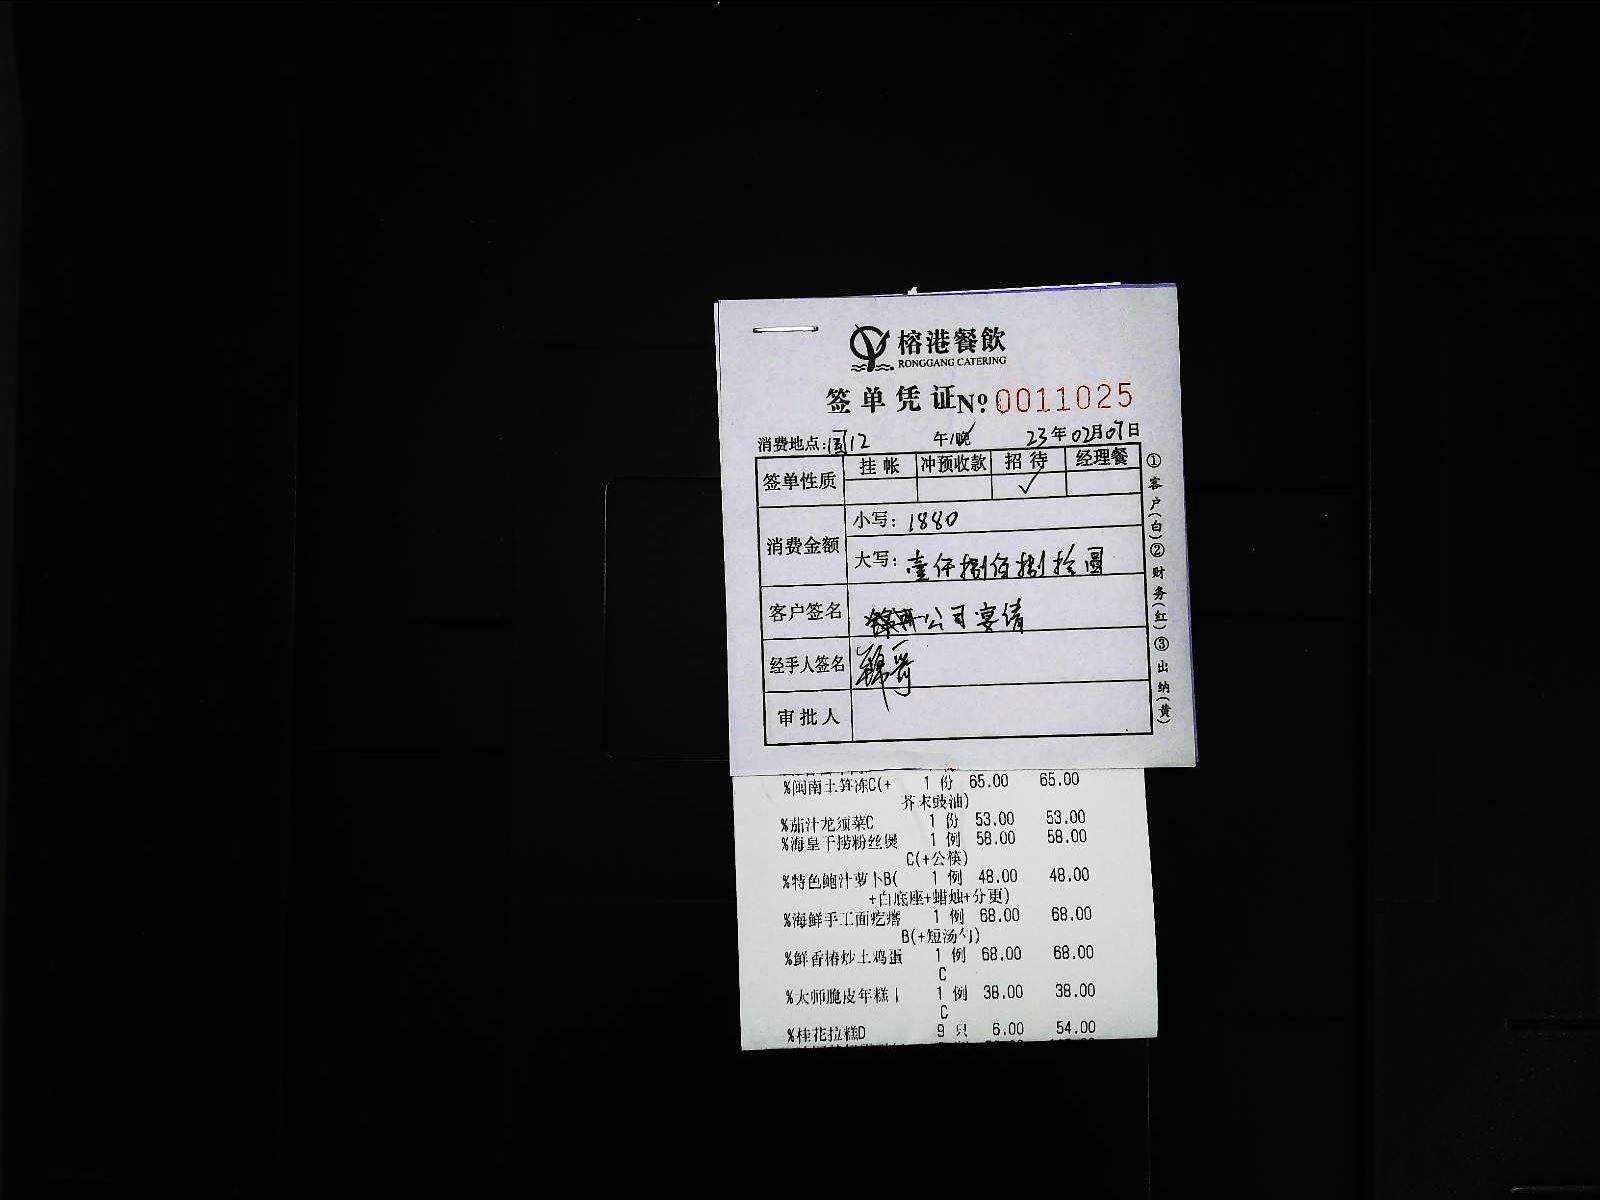 榕港餐飲
RONGGANG CATERING
签单凭证 No 0011025
消费地点: 12 午/晚 23年02月07日
签单性质 挂帐 冲预收款 招待 经理餐
✓
消费金额 小写: 1880
大写: 壹仟捌佰捌拾圆
客户签名 公司宴请
经手人签名
审批人
①客户(白)②财务(红)③出纳(黄)
%闽南土笋冻C(+ 1 份 65.00 65.00
芥末豉油)
%茄汁龙须菜C 1 份 53.00 53.00
%海皇干捞粉丝煲 1 例 58.00 58.00
C(+公筷)
%特色鲍汁萝卜B( 1 例 48.00 48.00
+白底座+蜡烛+分更)
%海鲜手工面疙瘩 1 例 68.00 68.00
B(+短汤勺)
%鲜香椿炒土鸡蛋 1 例 68.00 68.00
C
%太师脆皮年糕 1 例 38.00 38.00
C
%桂花拉糕D 9 只 6.00 54.00